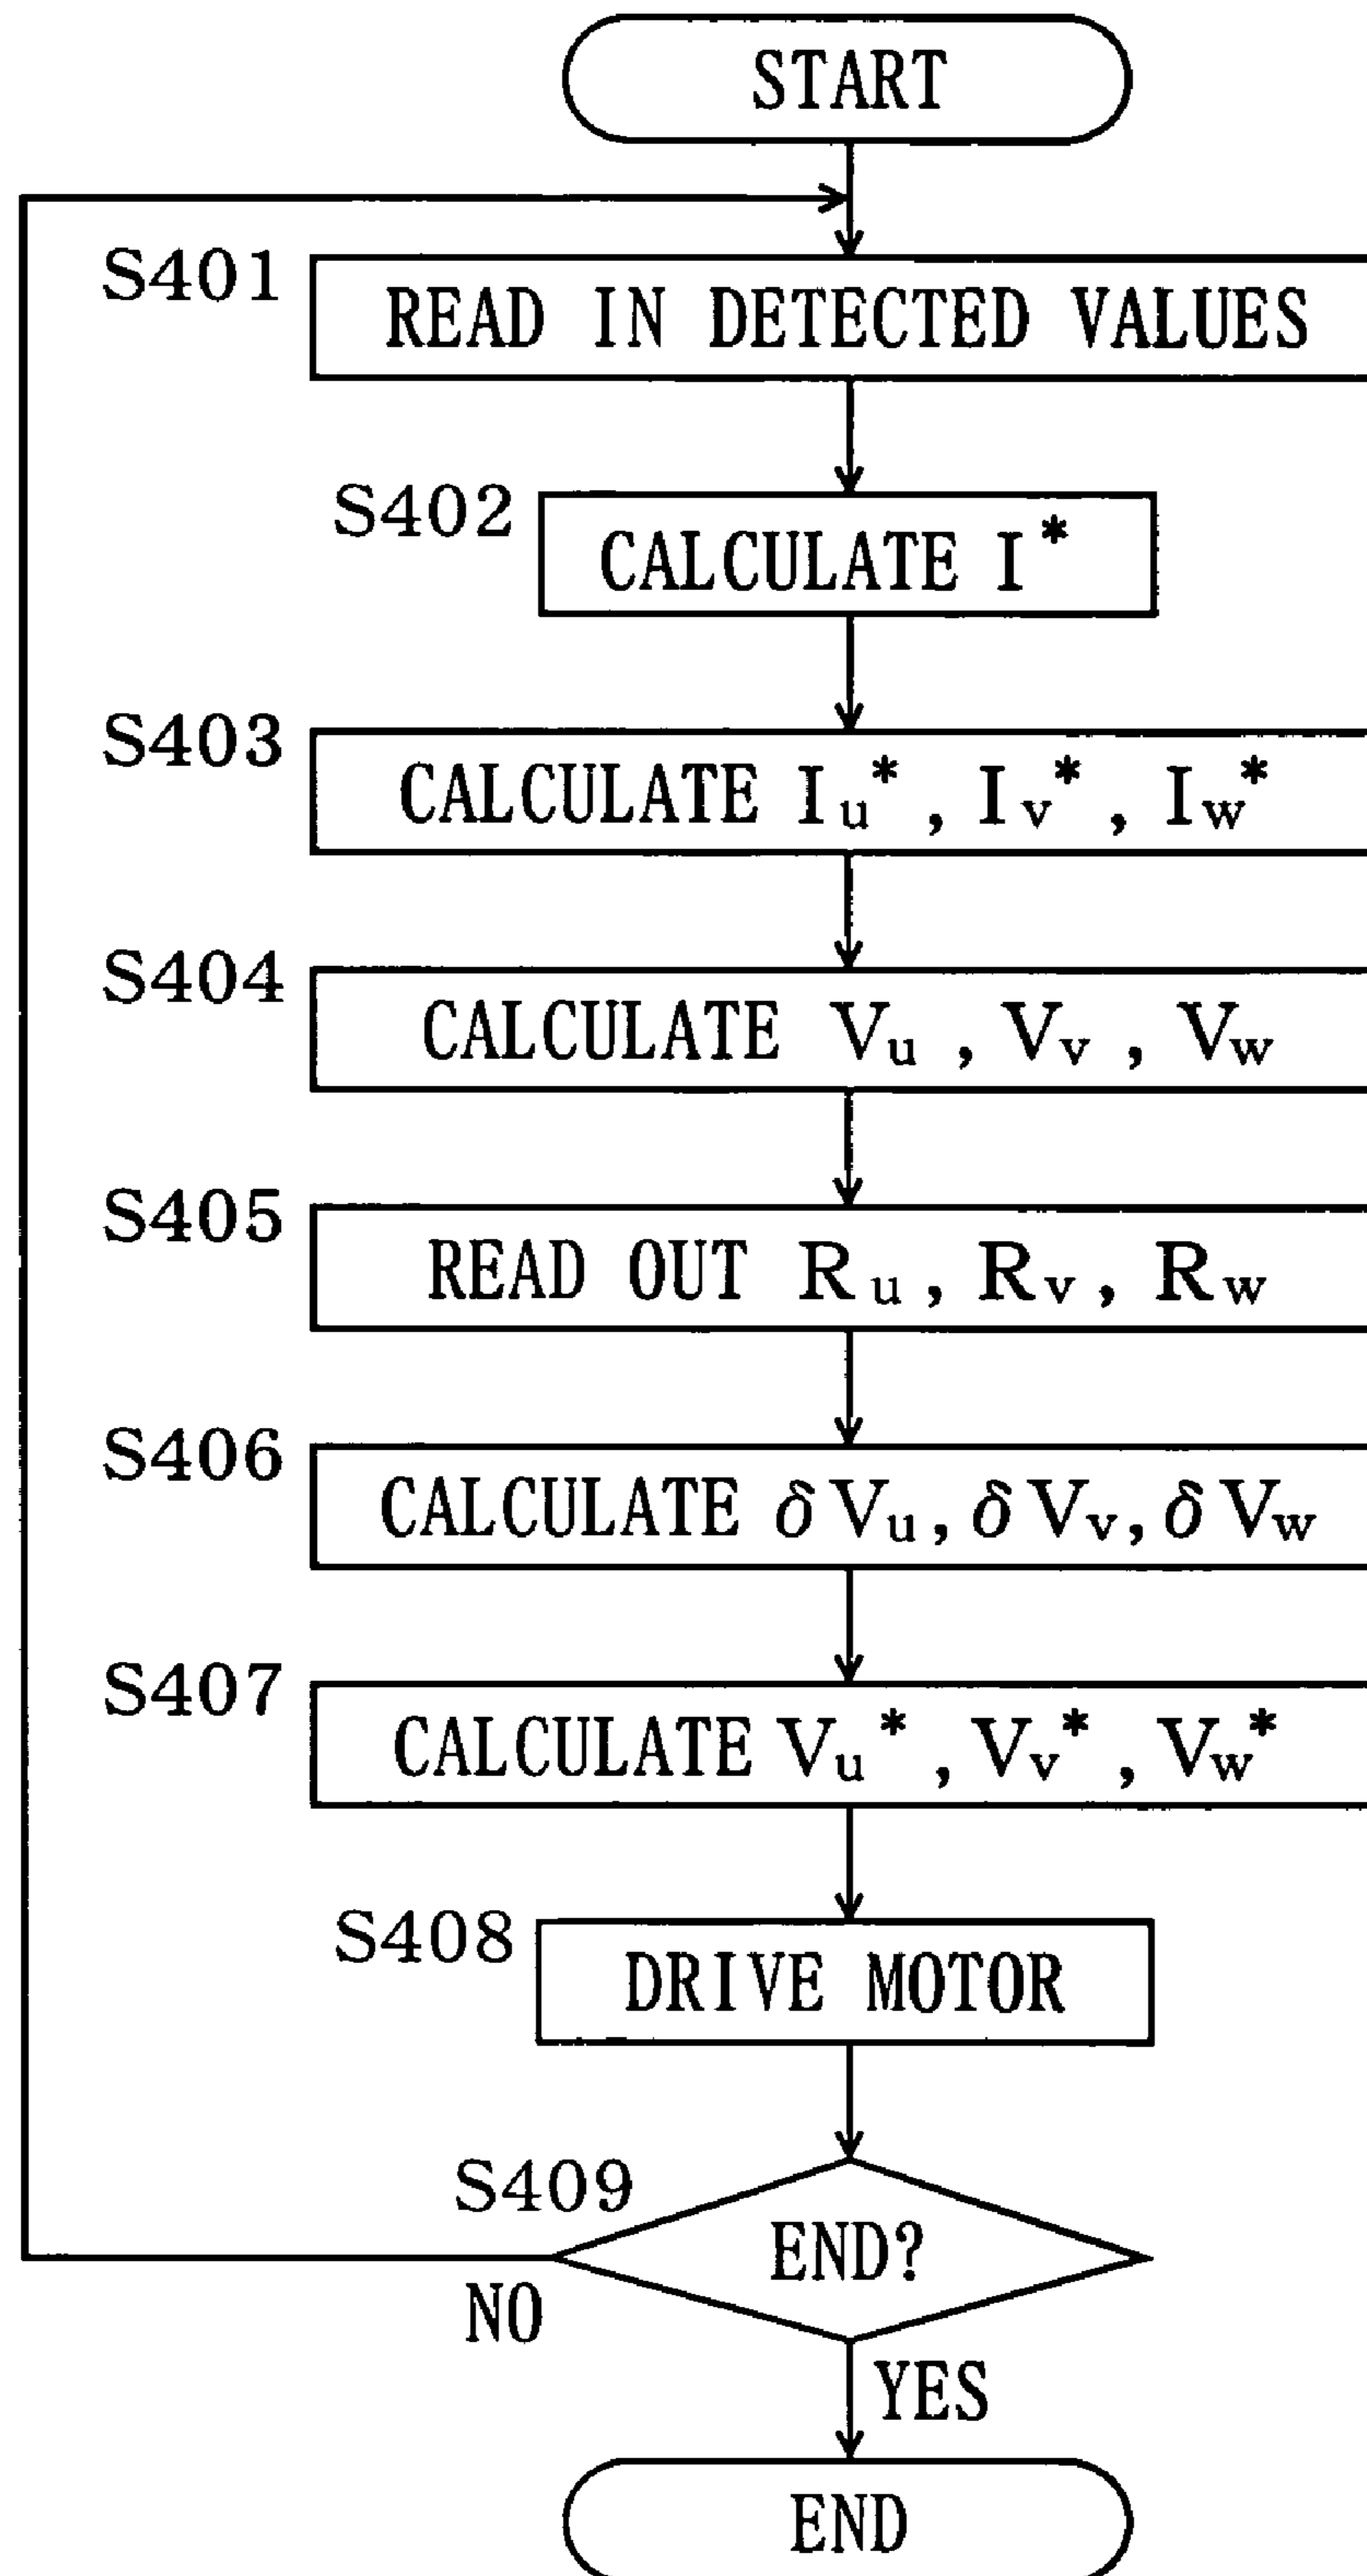 START
S401
READ IN DETECTED VALUES
S402
CALCULATE I*
S403
CALCULATE Iu*, Iv*, Iw*
S404
CALCULATE Vu, Vv, Vw
S405
READ OUT Ru, Rv, Rw
S406
CALCULATE δVu, δVv, δVw
S407
CALCULATE Vu*, Vv*, Vw*
S408
DRIVE MOTOR
S409
END?
NO
YES
END